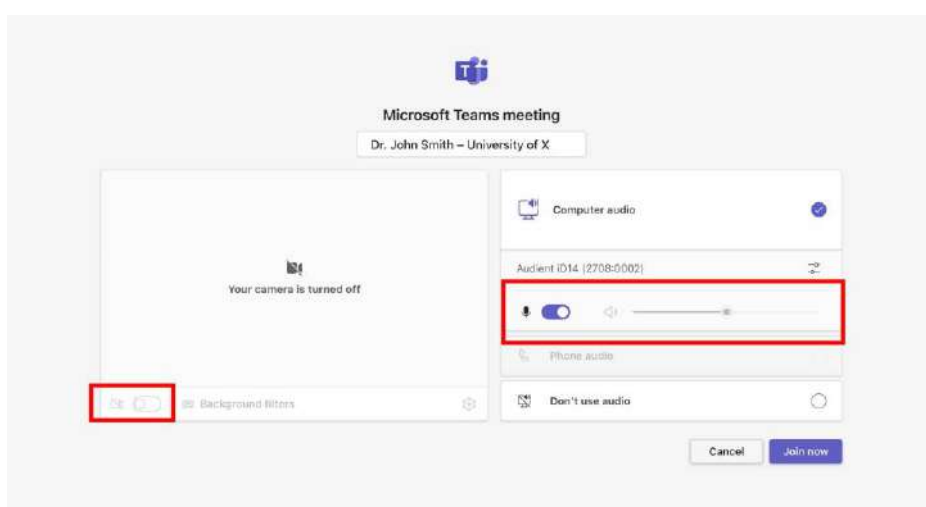 Microsoft Teams meeting
Dr. John Smith – University of X
Your camera is turned off
Background filters
Computer audio
Audient iD14 (2708:0002)
Phone audio
Don't use audio
Cancel
Join now